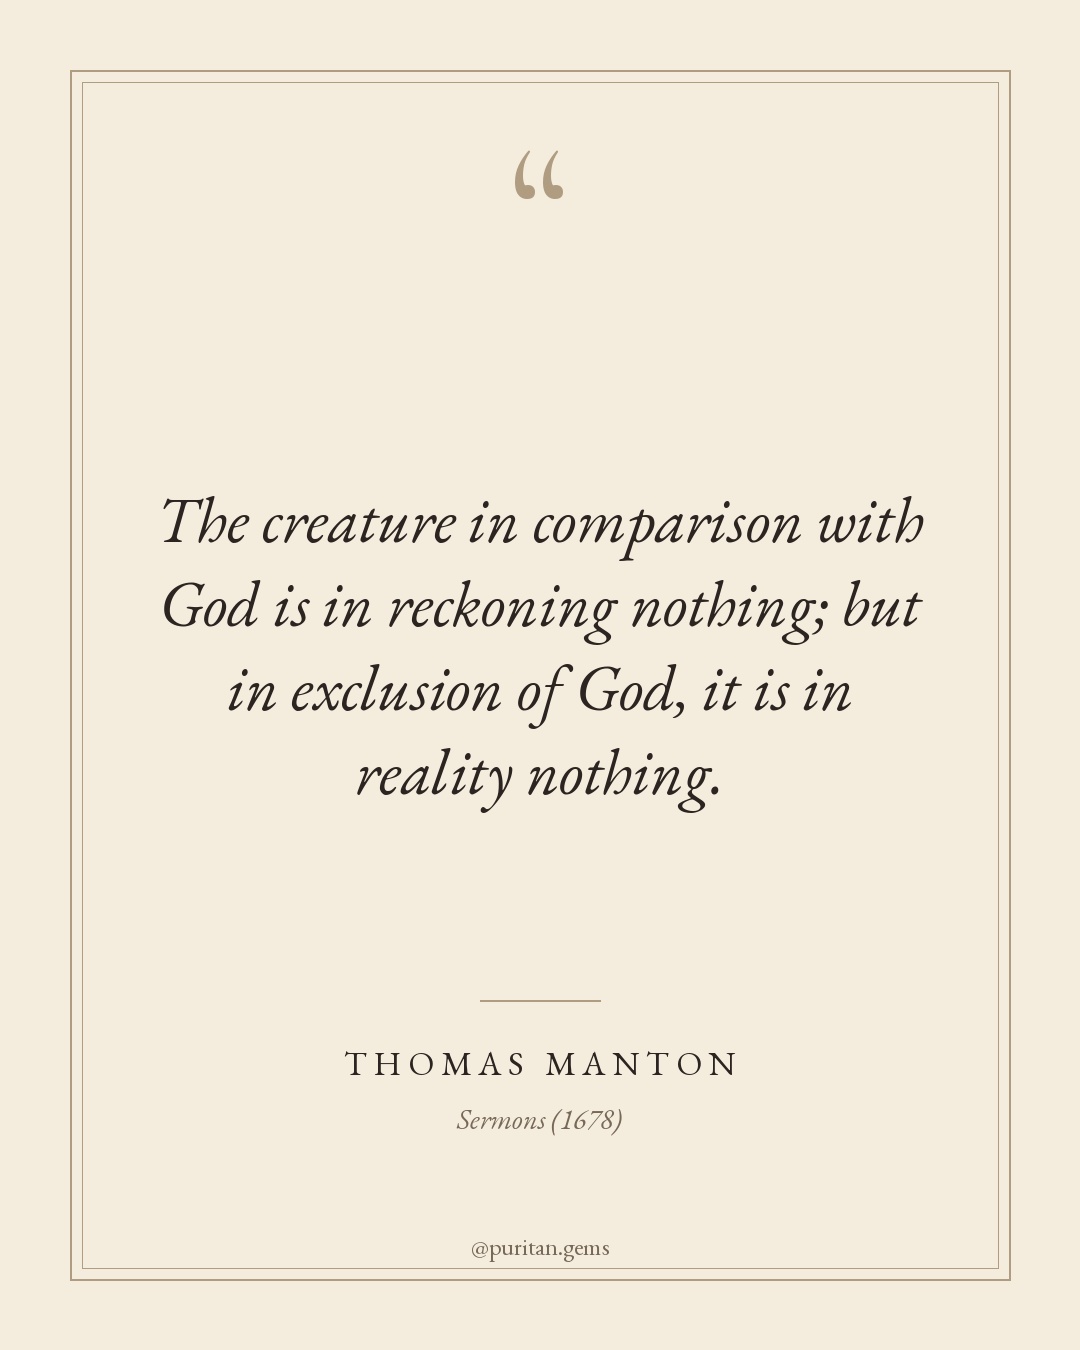 “
The creature in comparison with
God is in reckoning nothing; but
in exclusion of God, it is in
reality nothing.
THOMAS MANTON
Sermons (1678)
@puritan.gems